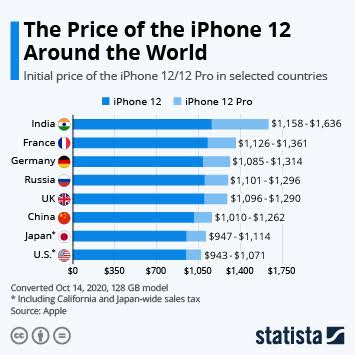 The Price of the iPhone 12
Around the World
Initial price of the iPhone 12/12 Pro in selected countries
iPhone 12 iPhone 12 Pro
India $1,158 - $1,636
France $1,126 - $1,361
Germany $1,085 - $1,314
Russia $1,101 - $1,296
UK $1,096 - $1,290
China $1,010 - $1,262
Japan* $947 - $1,114
U.S.* $943 - $1,071
$0 $350 $700 $1,050 $1,400 $1,750
Converted Oct 14, 2020, 128 GB model
* Including California and Japan-wide sales tax
Source: Apple
statista